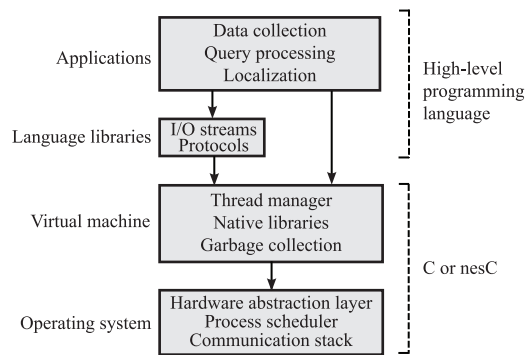 Applications
Data collection
Query processing
Localization
High-level
programming
language
Language libraries
I/O streams
Protocols
Virtual machine
Thread manager
Native libraries
Garbage collection
C or nesC
Operating system
Hardware abstraction layer
Process scheduler
Communication stack